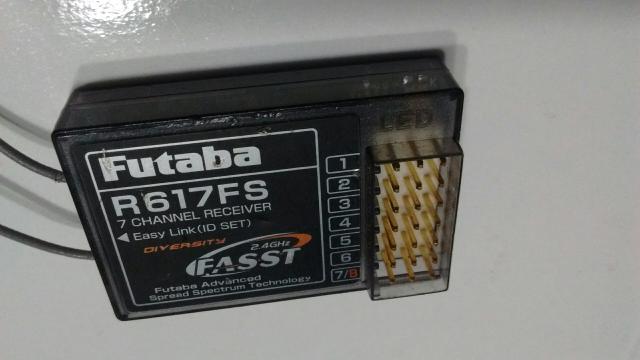 LED
Futaba
R617FS
7 CHANNEL RECEIVER
Easy Link(ID SET)
DIVERSITY
2.4GHz
FASST
Futaba Advanced
Spread Spectrum Technology
1
2
3
4
5
6
7/B